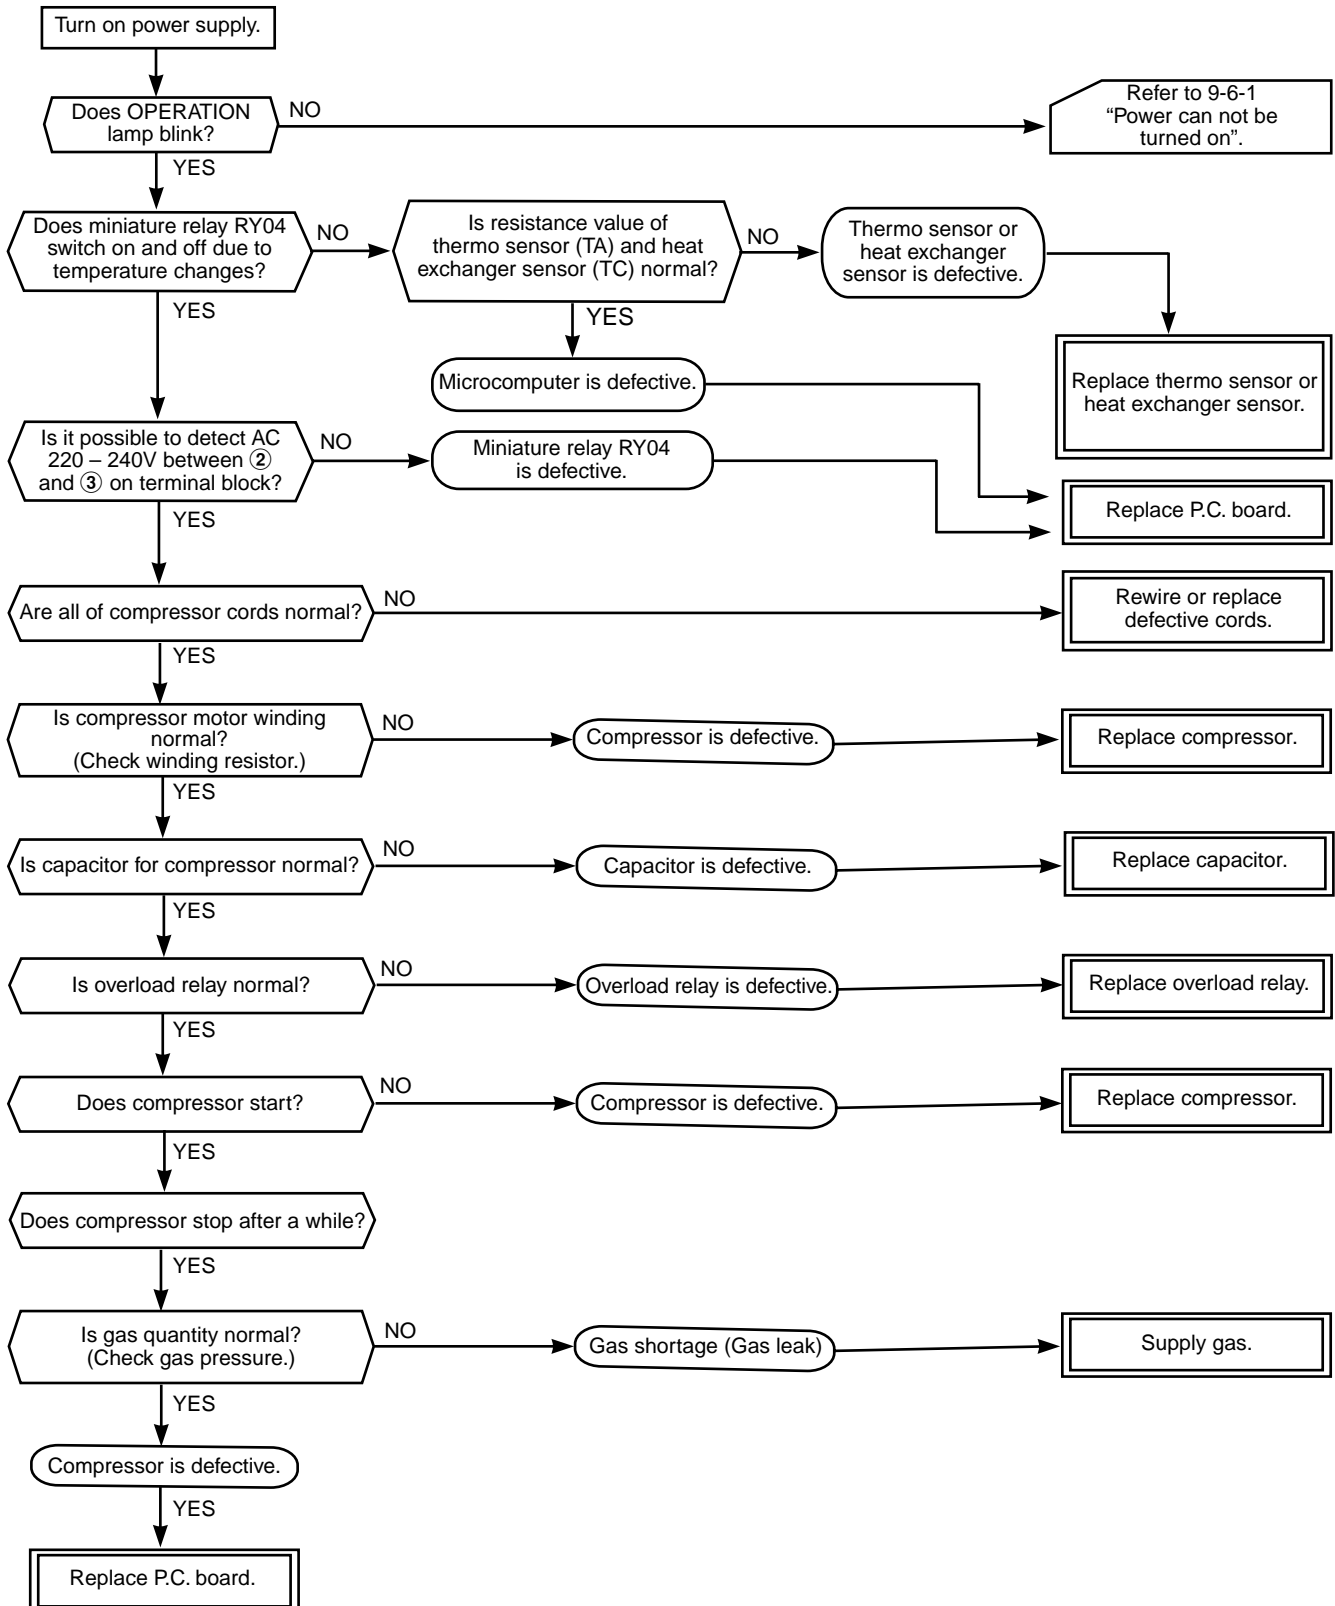 Turn on power supply.
Does OPERATION
lamp blink?
NO
Refer to 9-6-1
“Power can not be
turned on”.
YES
Does miniature relay RY04
switch on and off due to
temperature changes?
NO
Is resistance value of
thermo sensor (TA) and heat
exchanger sensor (TC) normal?
NO
Thermo sensor or
heat exchanger
sensor is defective.
YES
YES
Replace thermo sensor or
heat exchanger sensor.
Microcomputer is defective.
Is it possible to detect AC
220 – 240V between ②
and ③ on terminal block?
NO
Miniature relay RY04
is defective.
Replace P.C. board.
YES
Are all of compressor cords normal?
NO
Rewire or replace
defective cords.
YES
Is compressor motor winding
normal?
(Check winding resistor.)
NO
Compressor is defective.
Replace compressor.
YES
Is capacitor for compressor normal?
NO
Capacitor is defective.
Replace capacitor.
YES
Is overload relay normal?
NO
Overload relay is defective.
Replace overload relay.
YES
Does compressor start?
NO
Compressor is defective.
Replace compressor.
YES
Does compressor stop after a while?
YES
Is gas quantity normal?
(Check gas pressure.)
NO
Gas shortage (Gas leak)
Supply gas.
YES
Compressor is defective.
YES
Replace P.C. board.